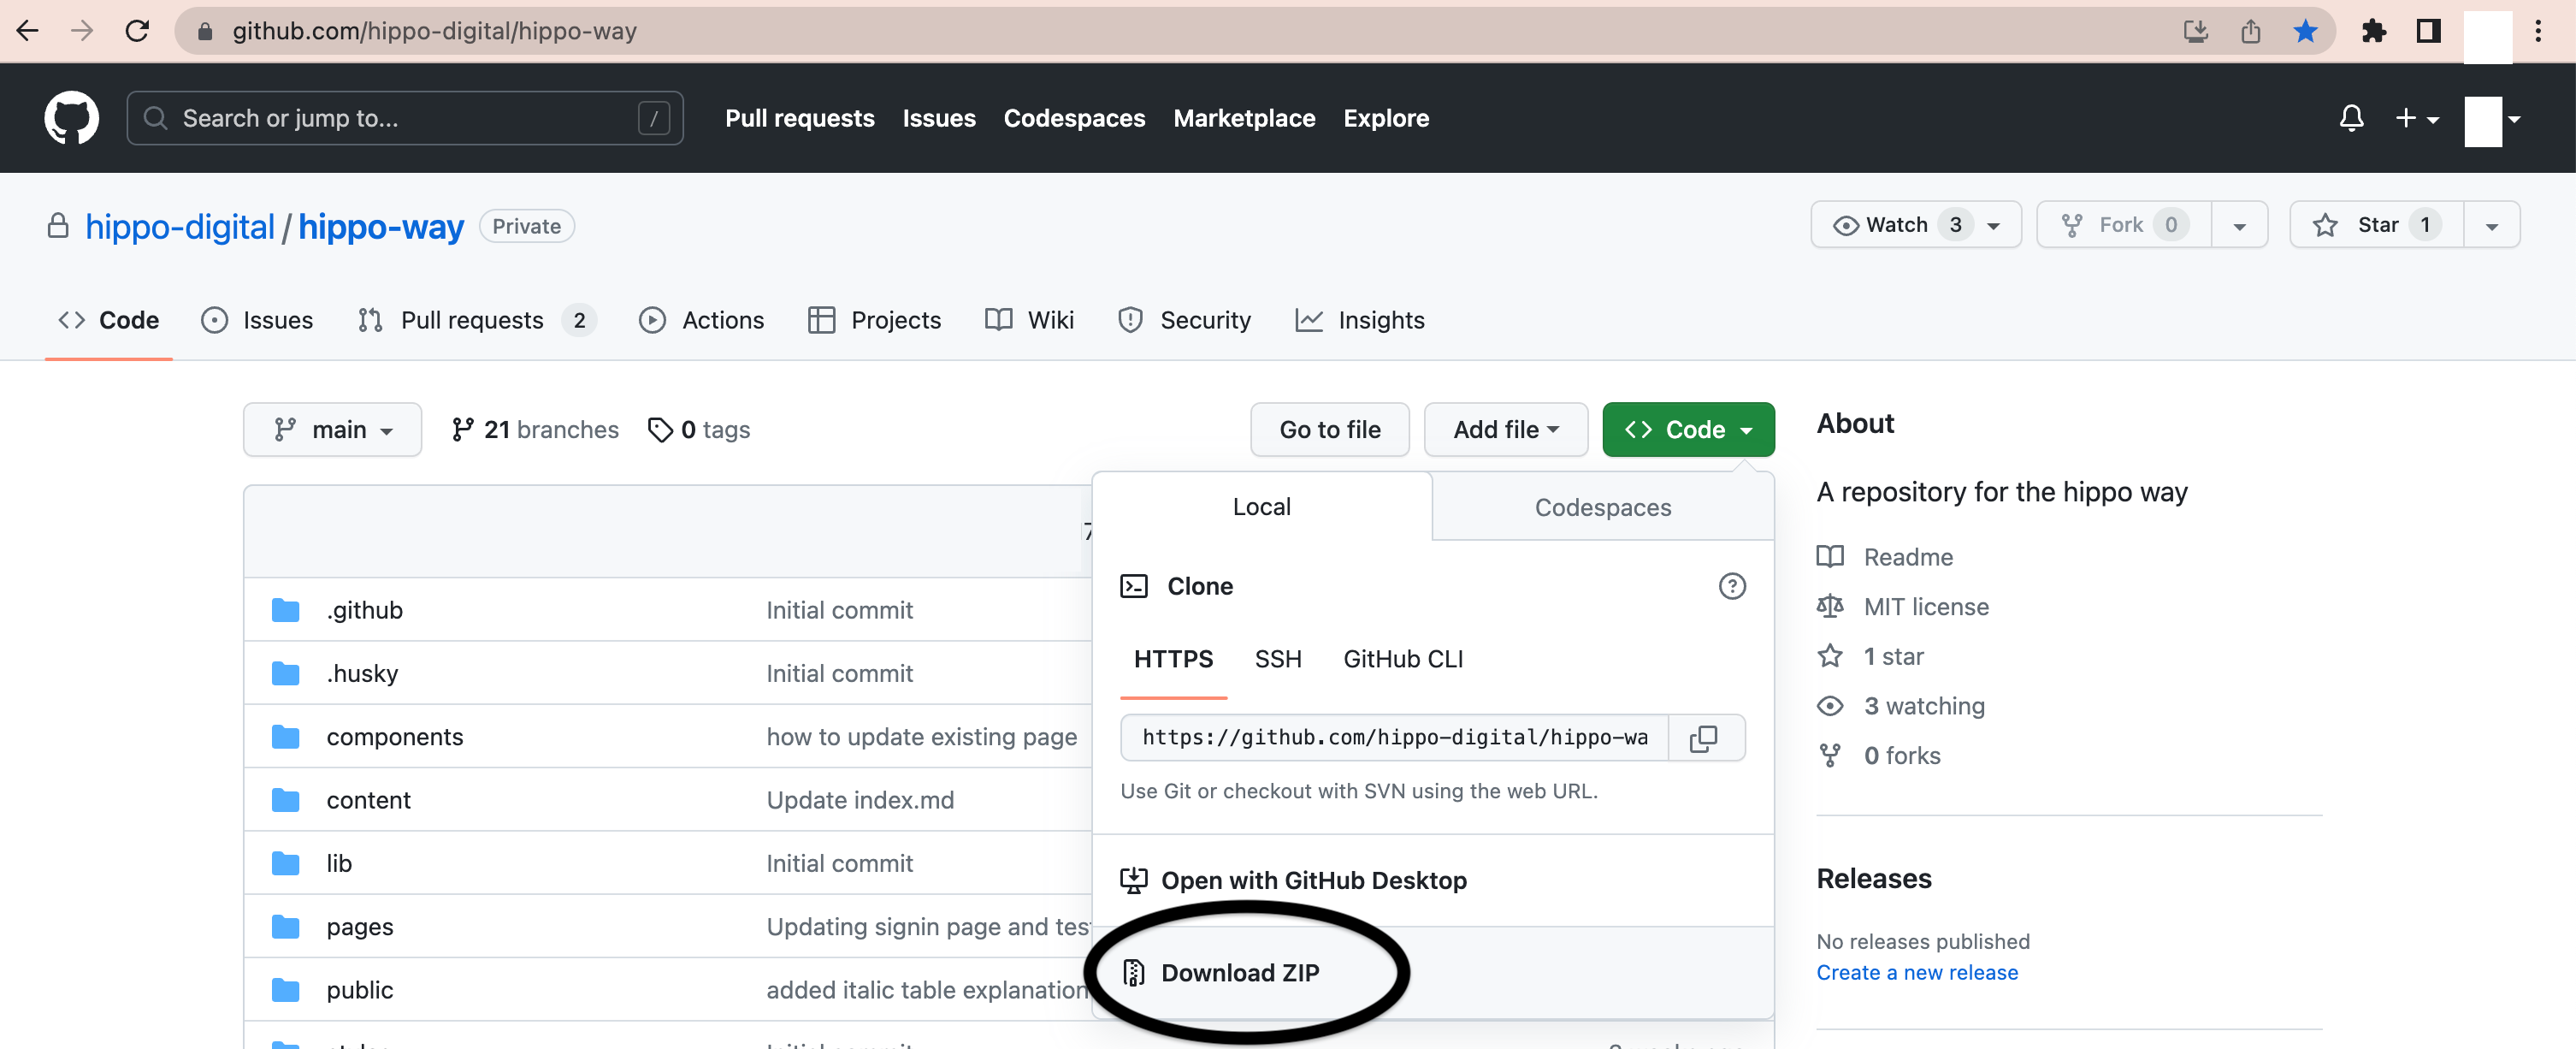 github.com/hippo-digital/hippo-way
Search or jump to... /
Pull requests Issues Codespaces Marketplace Explore
hippo-digital / hippo-way Private
Watch 3 Fork 0 Star 1
Code Issues Pull requests 2 Actions Projects Wiki Security Insights
main 21 branches 0 tags Go to file Add file Code
About
A repository for the hippo way
Readme
MIT license
1 star
3 watching
0 forks
Releases
No releases published
Create a new release
Local Codespaces
Clone
HTTPS SSH GitHub CLI
https://github.com/hippo-digital/hippo-wa
Use Git or checkout with SVN using the web URL.
Open with GitHub Desktop
Download ZIP
7
.github Initial commit
.husky Initial commit
components how to update existing page
content Update index.md
lib Initial commit
pages Updating signin page and tes
public added italic table explanation